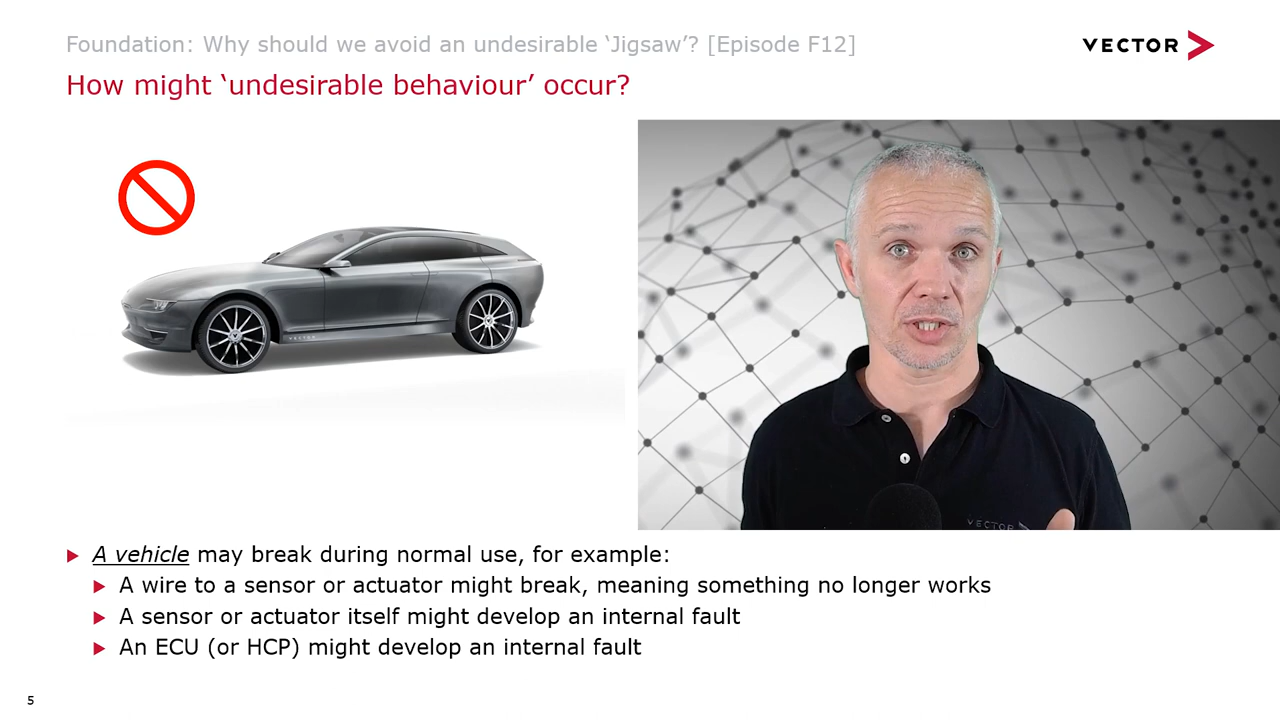 Foundation: Why should we avoid an undesirable ‘Jigsaw’? [Episode F12]
VECTOR
How might ‘undesirable behaviour’ occur?
VECTOR
VECTOR
A vehicle may break during normal use, for example:
A wire to a sensor or actuator might break, meaning something no longer works
A sensor or actuator itself might develop an internal fault
An ECU (or HCP) might develop an internal fault
5